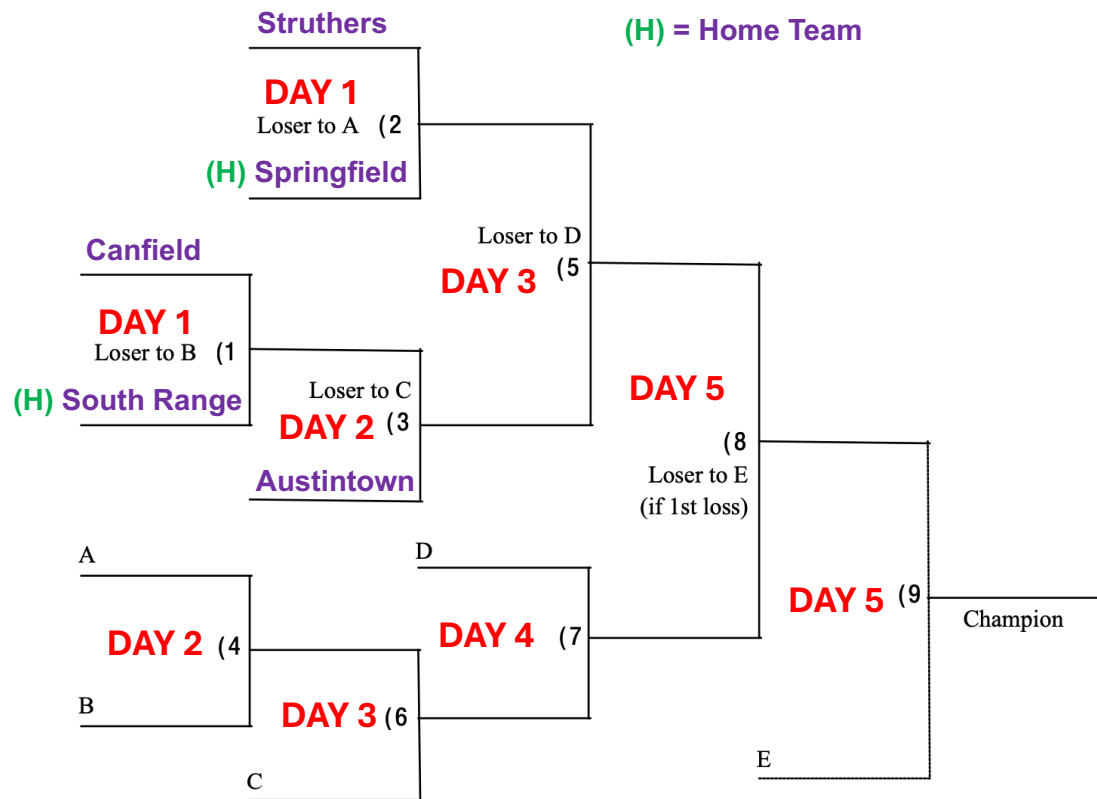 Struthers
(H) = Home Team
DAY 1
Loser to A (2
(H) Springfield
Loser to D
(5
DAY 3
Canfield
DAY 1
Loser to B (1
(H) South Range
Loser to C
DAY 2 (3
Austintown
DAY 5
(8
Loser to E
(if 1st loss)
A
DAY 2 (4
B
D
DAY 4 (7
DAY 3 (6
C
DAY 5 (9
Champion
E